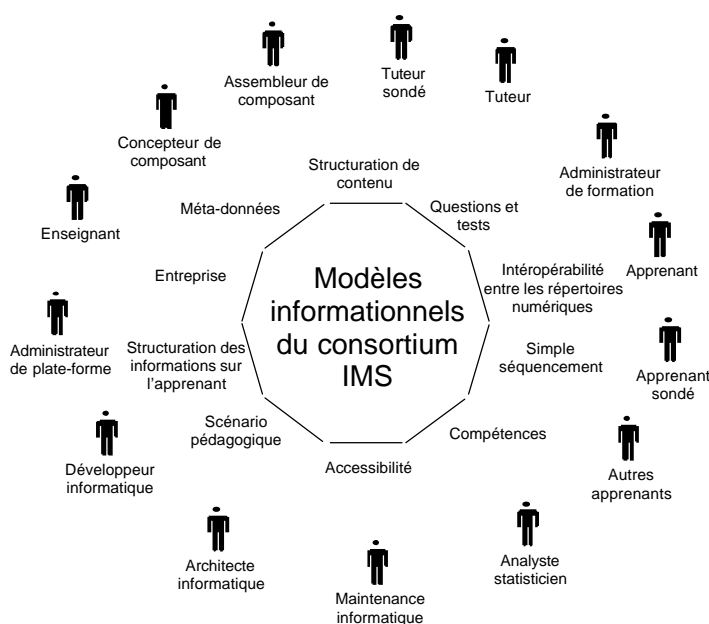 Assembleur de
composant
Tuteur
sondé
Tuteur
Concepteur de
composant
Administrateur
de formation
Structuration de
contenu
Méta-données
Questions et
tests
Enseignant
Apprenant
Entreprise
Intéropérabilité
entre les répertoires
numériques
Modèles
informationnels
du consortium
IMS
Administrateur
de plate-forme
Structuration des
informations sur
l'apprenant
Simple
séquencement
Apprenant
sondé
Scénario
pédagogique
Compétences
Accessibilité
Développeur
informatique
Autres
apprenants
Architecte
informatique
Analyste
statisticien
Maintenance
informatique